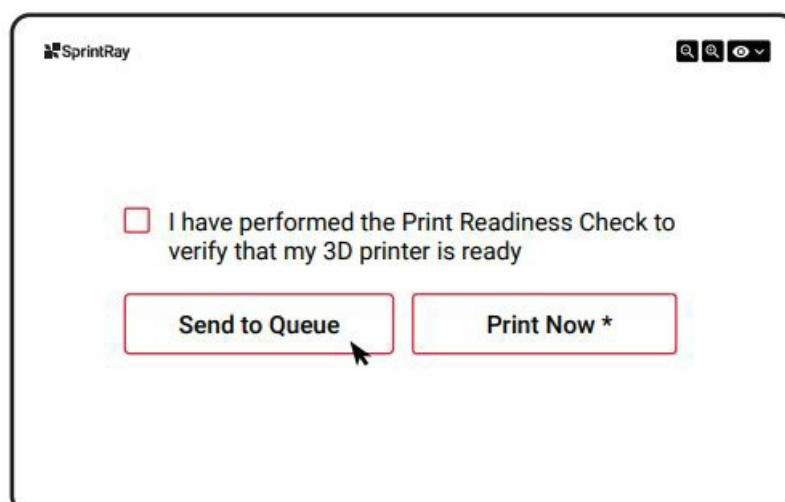 SprintRay
I have performed the Print Readiness Check to
verify that my 3D printer is ready
Send to Queue
Print Now *